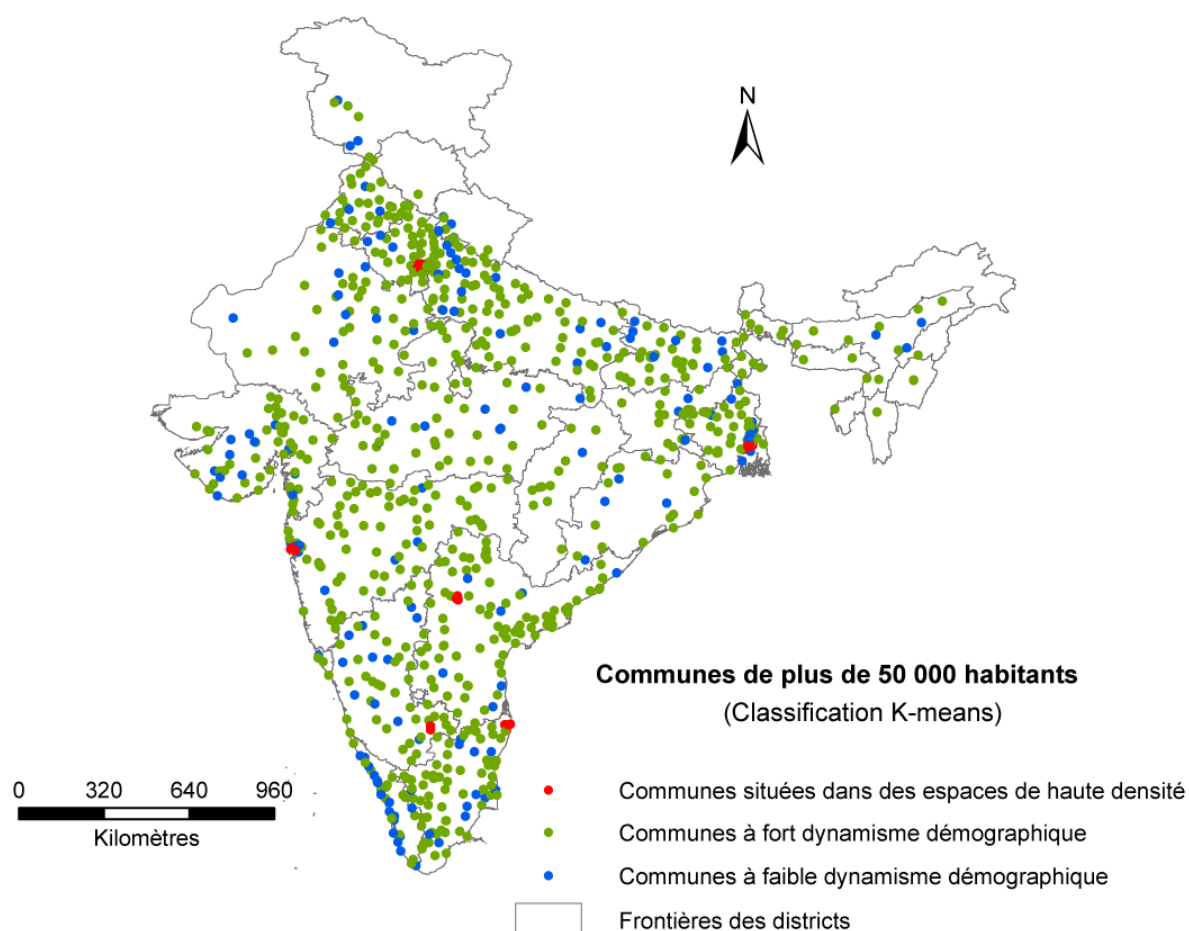 N
Communes de plus de 50 000 habitants
(Classification K-means)
0 320 640 960
Kilomètres
Communes situées dans des espaces de haute densité
Communes à fort dynamisme démographique
Communes à faible dynamisme démographique
Frontières des districts